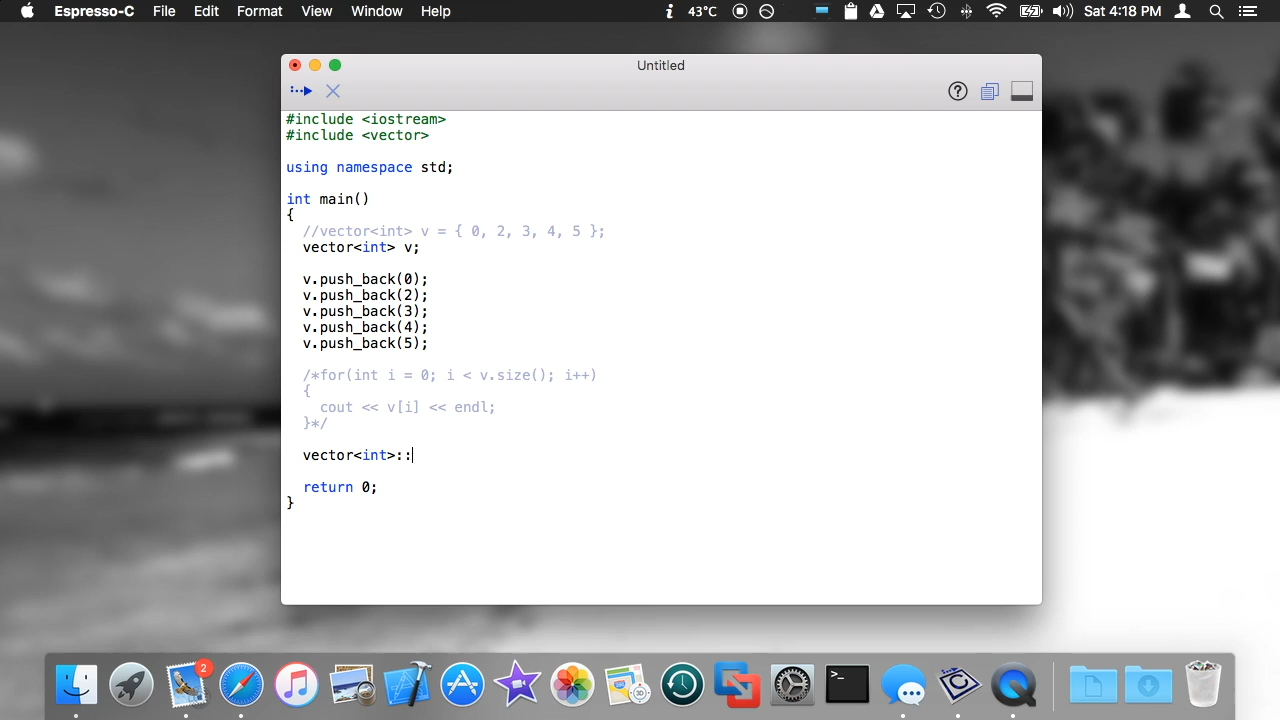 Espresso-C File Edit Format View Window Help 43°C Sat 4:18 PM
Untitled
#include <iostream>
#include <vector>
using namespace std;
int main()
{
//vector<int> v = { 0, 2, 3, 4, 5 };
vector<int> v;
v.push_back(0);
v.push_back(2);
v.push_back(3);
v.push_back(4);
v.push_back(5);
/*for(int i = 0; i < v.size(); i++)
{
cout << v[i] << endl;
}*/
vector<int>::
return 0;
}
2
>_
3D